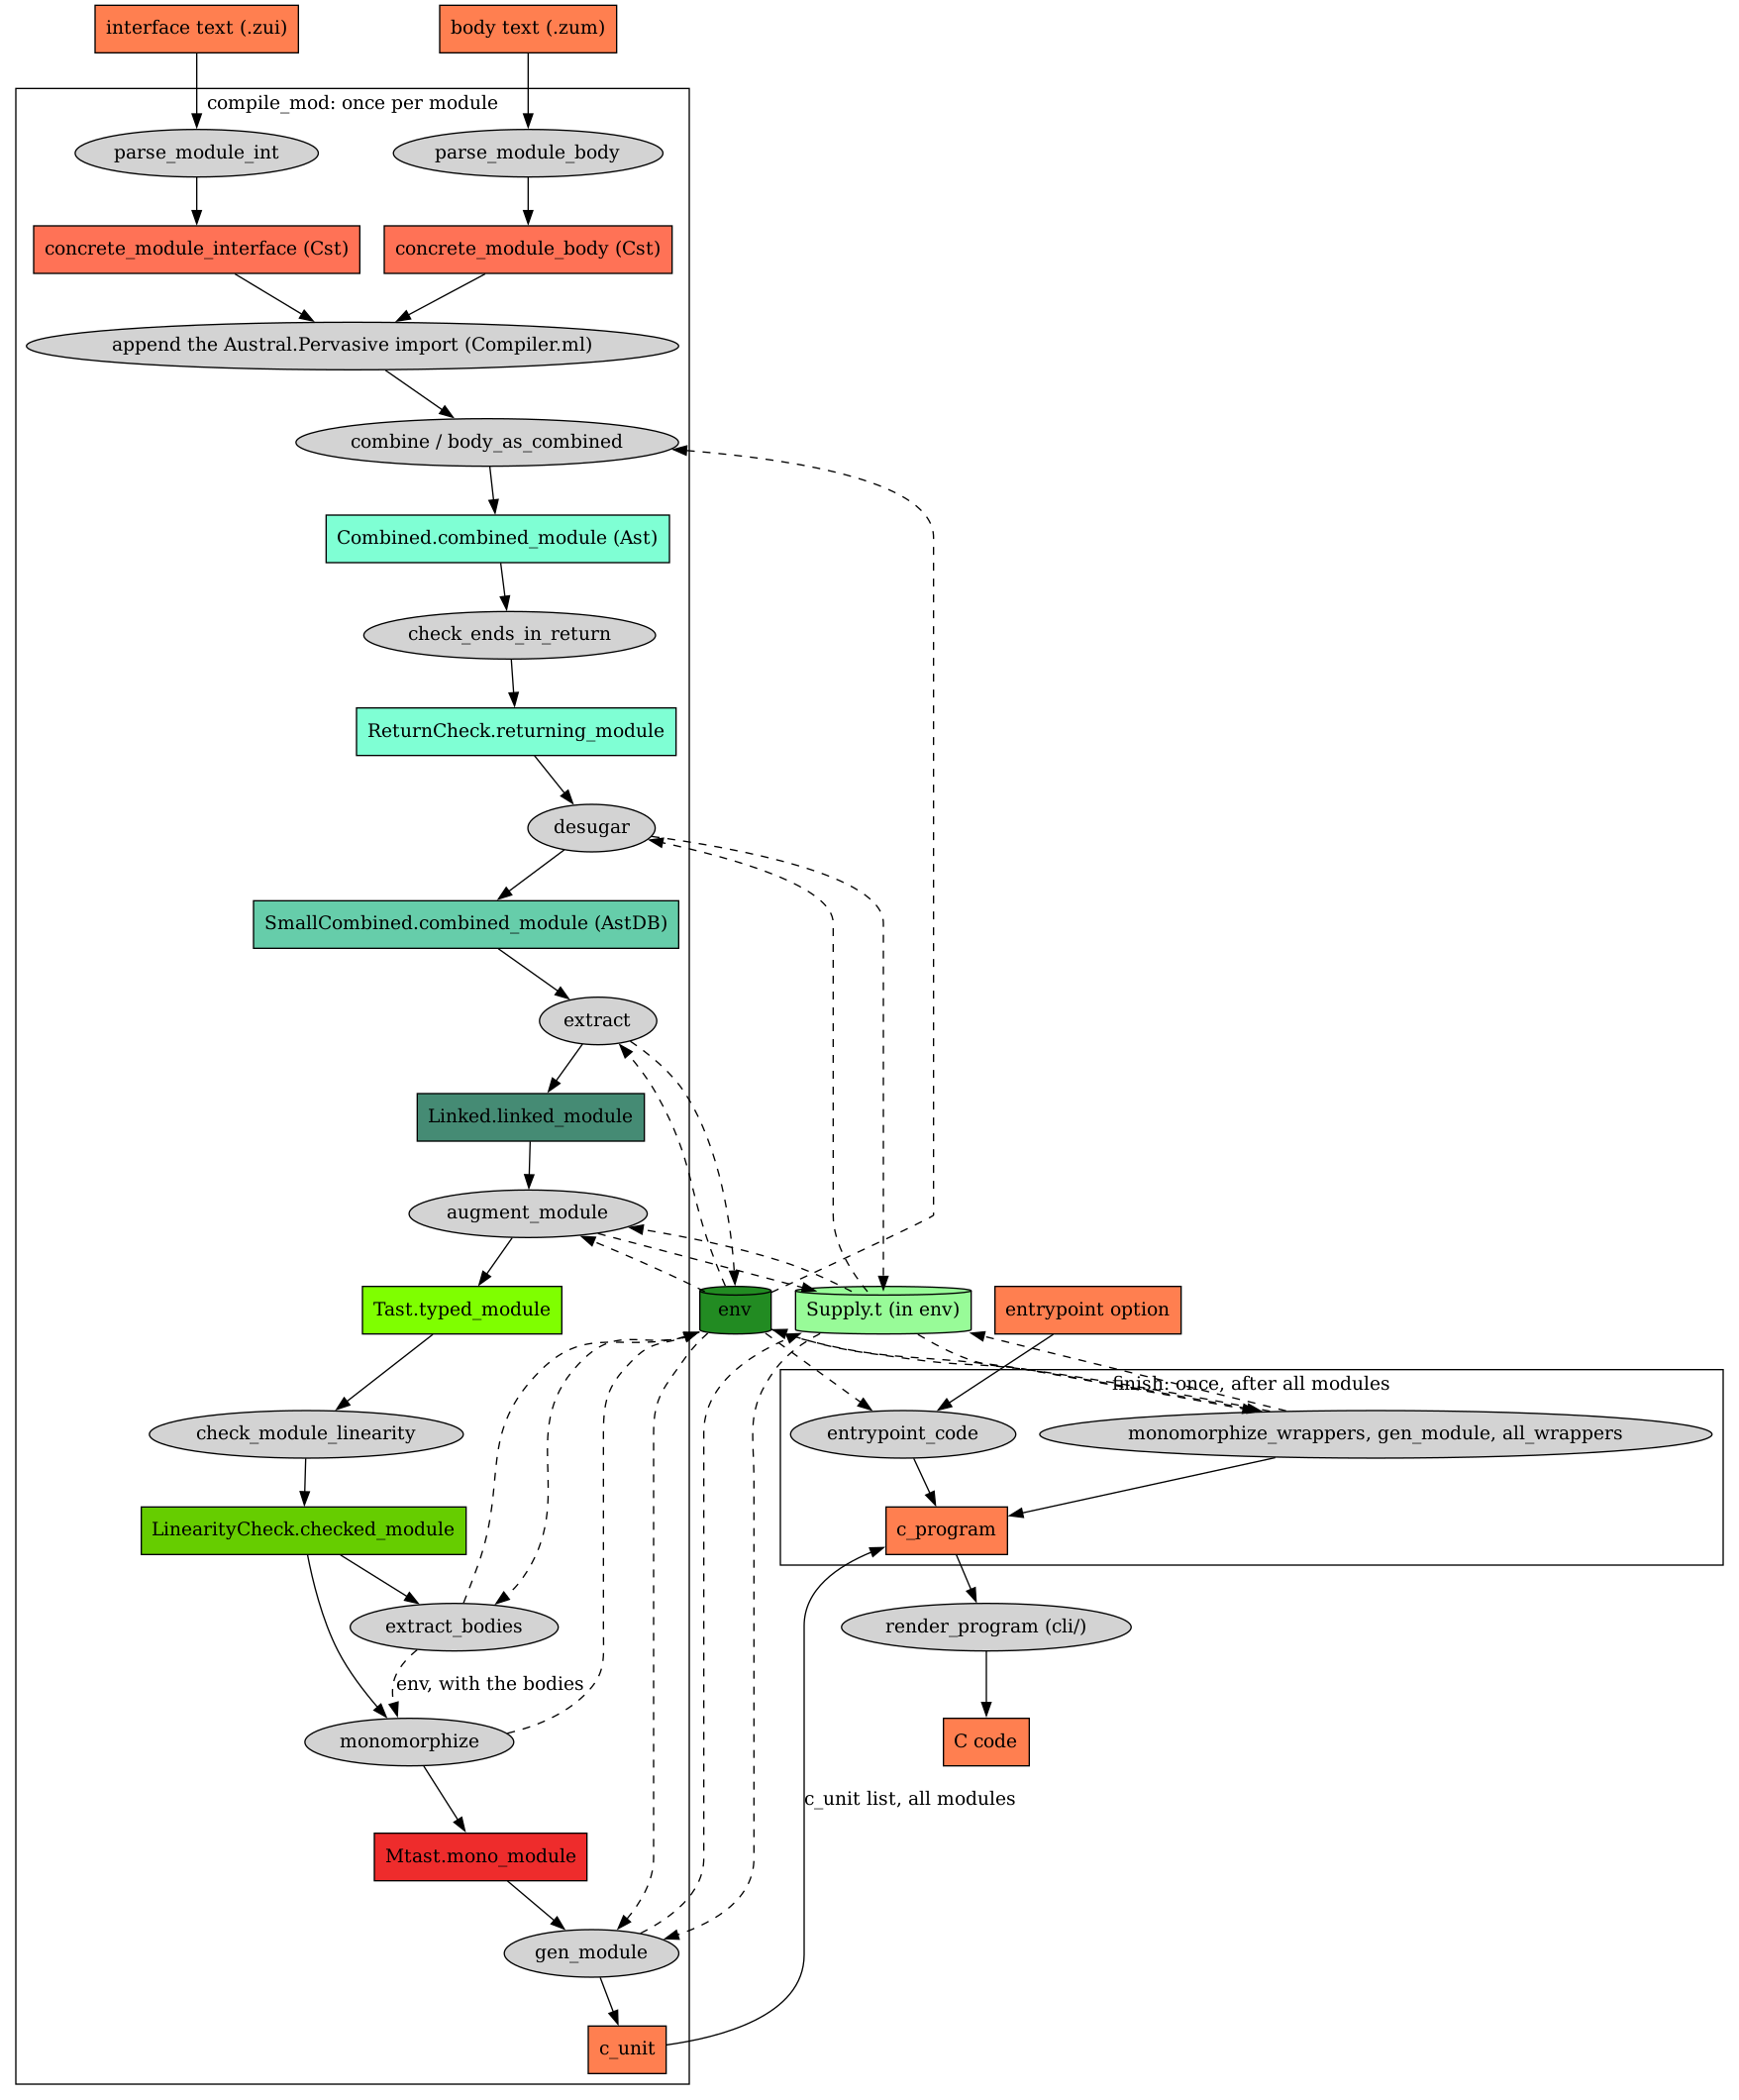 interface text (.zui)
body text (.zum)
compile_mod: once per module
parse_module_int
parse_module_body
concrete_module_interface (Cst)
concrete_module_body (Cst)
append the Austral.Pervasive import (Compiler.ml)
combine / body_as_combined
Combined.combined_module (Ast)
check_ends_in_return
ReturnCheck.returning_module
desugar
SmallCombined.combined_module (AstDB)
extract
Linked.linked_module
augment_module
Tast.typed_module
env
Supply.t (in env)
entrypoint option
finish: once, after all modules
check_module_linearity
entrypoint_code
monomorphize_wrappers, gen_module, all_wrappers
LinearityCheck.checked_module
c_program
extract_bodies
render_program (cli/)
env, with the bodies
monomorphize
C code
c_unit list, all modules
Mtast.mono_module
gen_module
c_unit